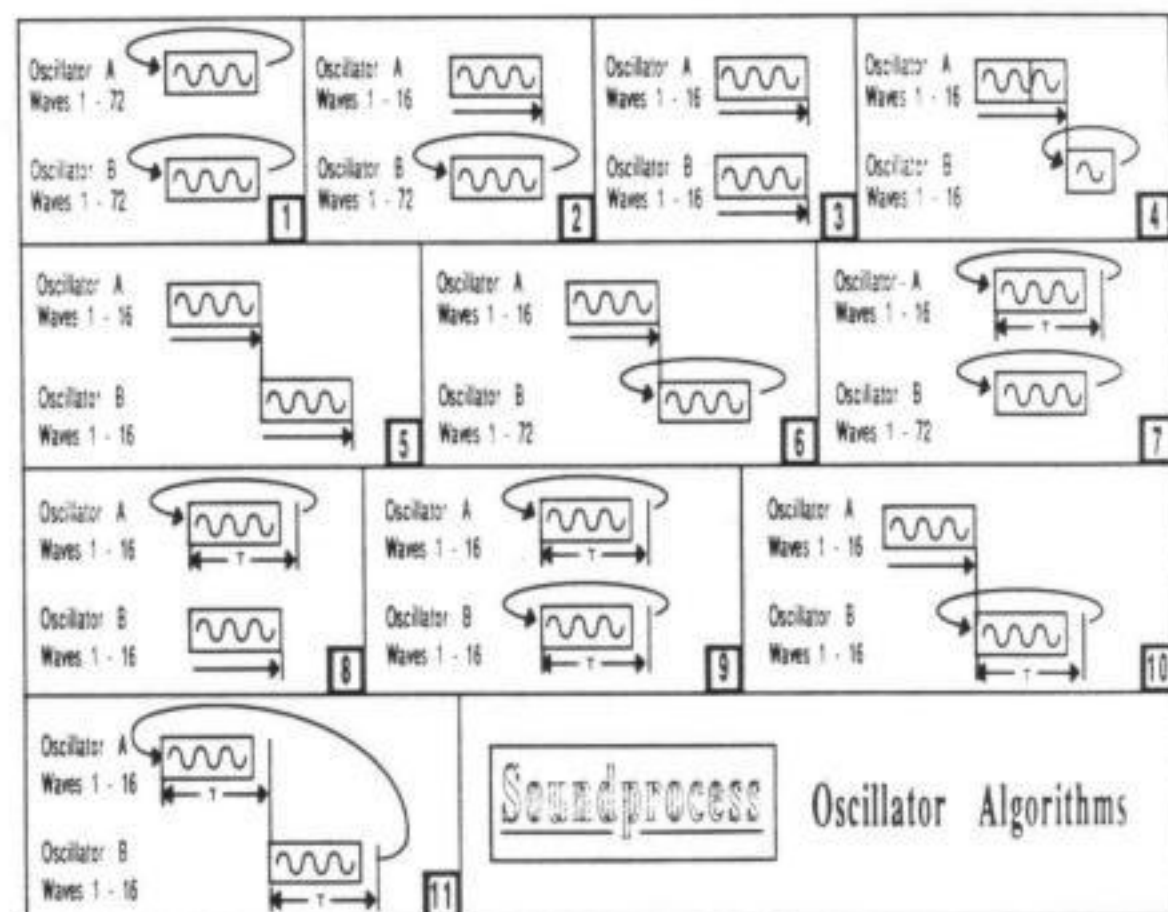 Oscillator A
Waves 1 - 72
Oscillator B
Waves 1 - 72
1
Oscillator A
Waves 1 - 16
Oscillator B
Waves 1 - 72
2
Oscillator A
Waves 1 - 16
Oscillator B
Waves 1 - 16
3
Oscillator A
Waves 1 - 16
Oscillator B
Waves 1 - 16
4
Oscillator A
Waves 1 - 16
Oscillator B
Waves 1 - 16
5
Oscillator A
Waves 1 - 16
Oscillator B
Waves 1 - 72
6
Oscillator A
Waves 1 - 16
T
Oscillator B
Waves 1 - 72
7
Oscillator A
Waves 1 - 16
T
Oscillator B
Waves 1 - 16
8
Oscillator A
Waves 1 - 16
T
Oscillator B
Waves 1 - 16
T
9
Oscillator A
Waves 1 - 16
Oscillator B
Waves 1 - 16
T
10
Oscillator A
Waves 1 - 16
T
Oscillator B
Waves 1 - 16
T
11
Soundprocess
Oscillator Algorithms